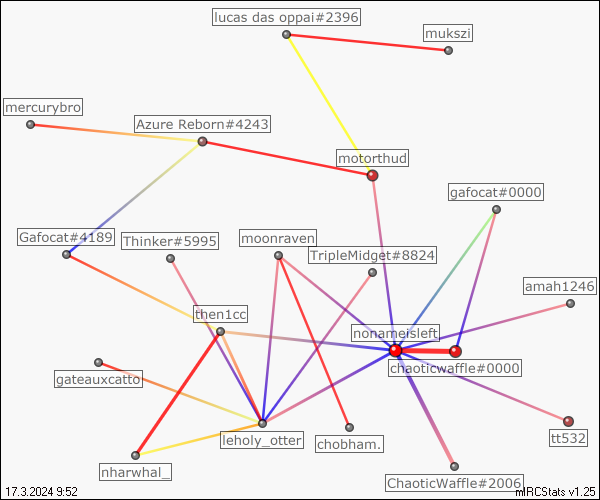 lucas das oppai#2396
mukszi
mercurybro
Azure Reborn#4243
motorthud
gafocat#0000
Gafocat#4189
Thinker#5995
moonraven
TripleMidget#8824
amah1246
then1cc
nonameisleft
chaoticwaffle#0000
gateauxcatto
leholy_otter
chobham.
tt532
nharwhal_
ChaoticWaffle#2006
17.3.2024 9:52
mIRCStats v1.25